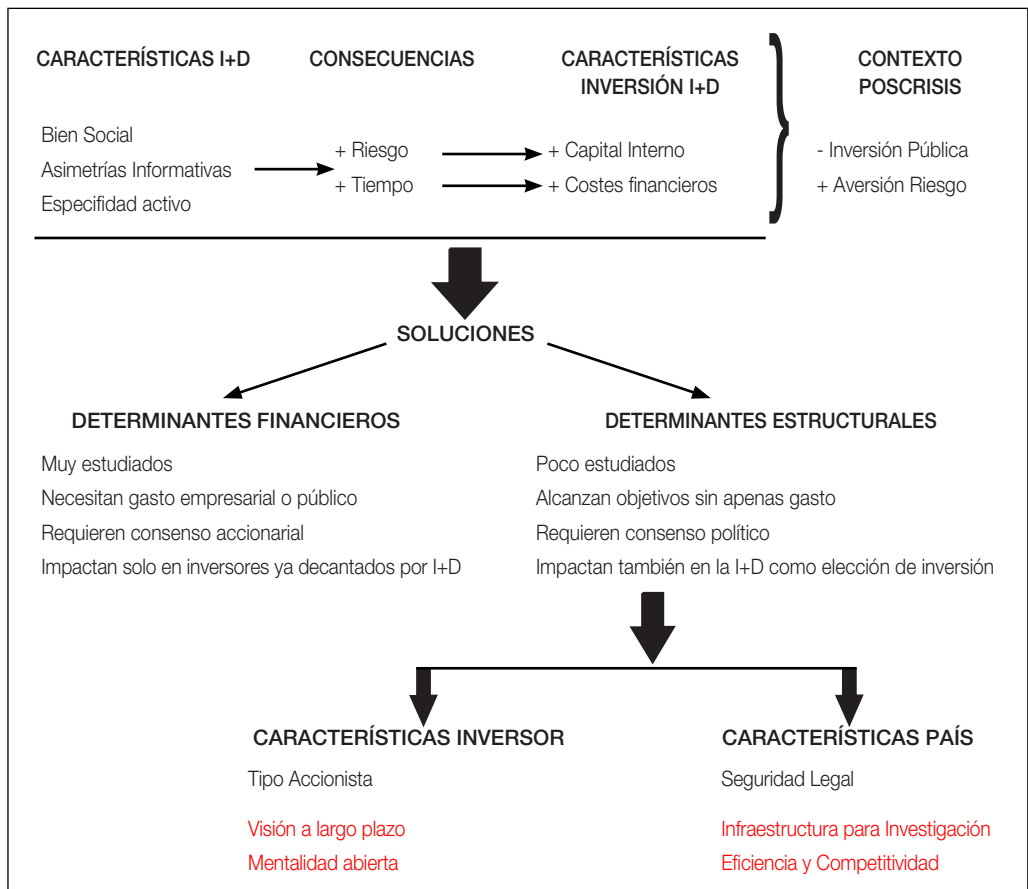 CARACTERÍSTICAS I+D
Bien Social
Asimetrías Informativas
Especifidad activo
CONSECUENCIAS
+ Riesgo
+ Tiempo
CARACTERÍSTICAS
INVERSIÓN I+D
+ Capital Interno
+ Costes financieros
CONTEXTO
POSCRISIS
- Inversión Pública
+ Aversión Riesgo
SOLUCIONES
DETERMINANTES FINANCIEROS
Muy estudiados
Necesitan gasto empresarial o público
Requieren consenso accionarial
Impactan solo en inversores ya decantados por I+D
DETERMINANTES ESTRUCTURALES
Poco estudiados
Alcanzan objetivos sin apenas gasto
Requieren consenso político
Impactan también en la I+D como elección de inversión
CARACTERÍSTICAS INVERSOR
Tipo Accionista
Visión a largo plazo
Mentalidad abierta
CARACTERÍSTICAS PAÍS
Seguridad Legal
Infraestructura para Investigación
Eficiencia y Competitividad